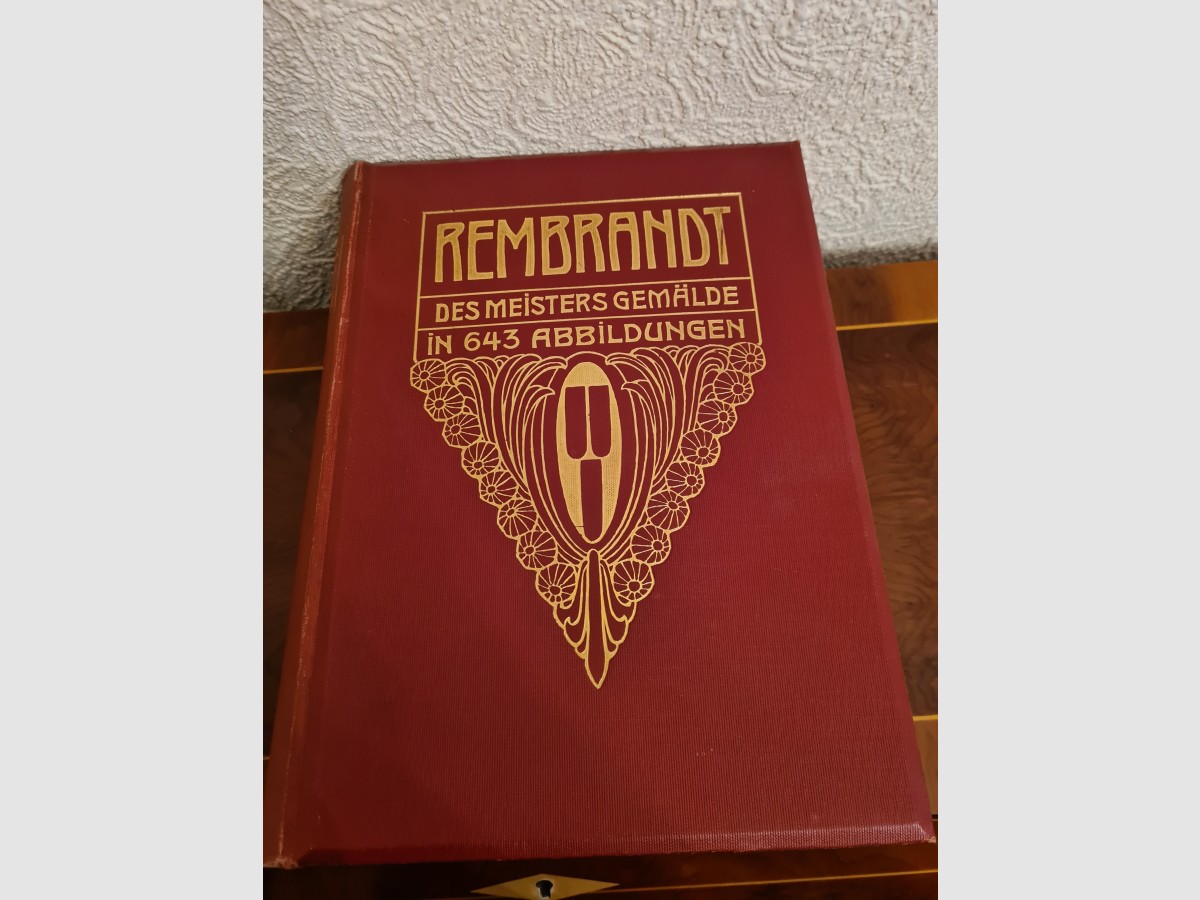 REMBRANDT
DES MEISTERS GEMÄLDE
IN 643 ABBILDUNGEN